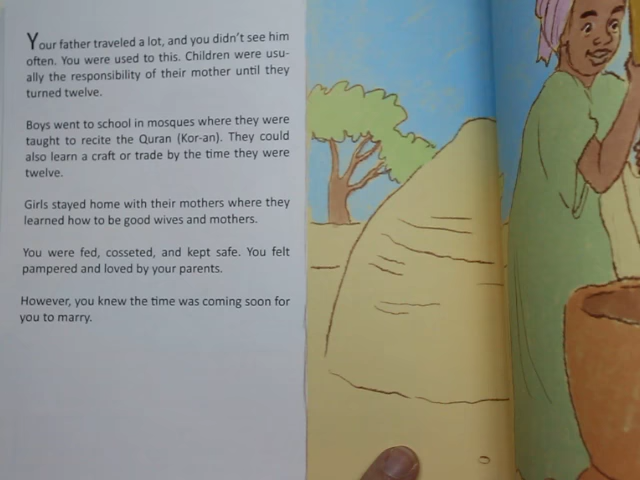 Your father traveled a lot, and you didn't see him
often. You were used to this. Children were usu-
ally the responsibility of their mother until they
turned twelve.
Boys went to school in mosques where they were
taught to recite the Quran (Kor-an). They could
also learn a craft or trade by the time they were
twelve.
Girls stayed home with their mothers where they
learned how to be good wives and mothers.
You were fed, cosseted, and kept safe. You felt
pampered and loved by your parents.
However, you knew the time was coming soon for
you to marry.